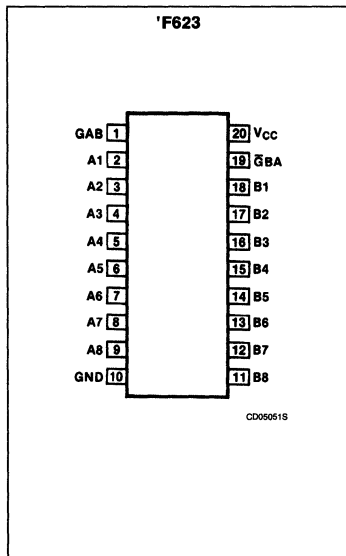 'F623
GAB 1 20 VCC
A1 2 19 G̅BA
A2 3 18 B1
A3 4 17 B2
A4 5 16 B3
A5 6 15 B4
A6 7 14 B5
A7 8 13 B6
A8 9 12 B7
GND 10 11 B8
CD05051S